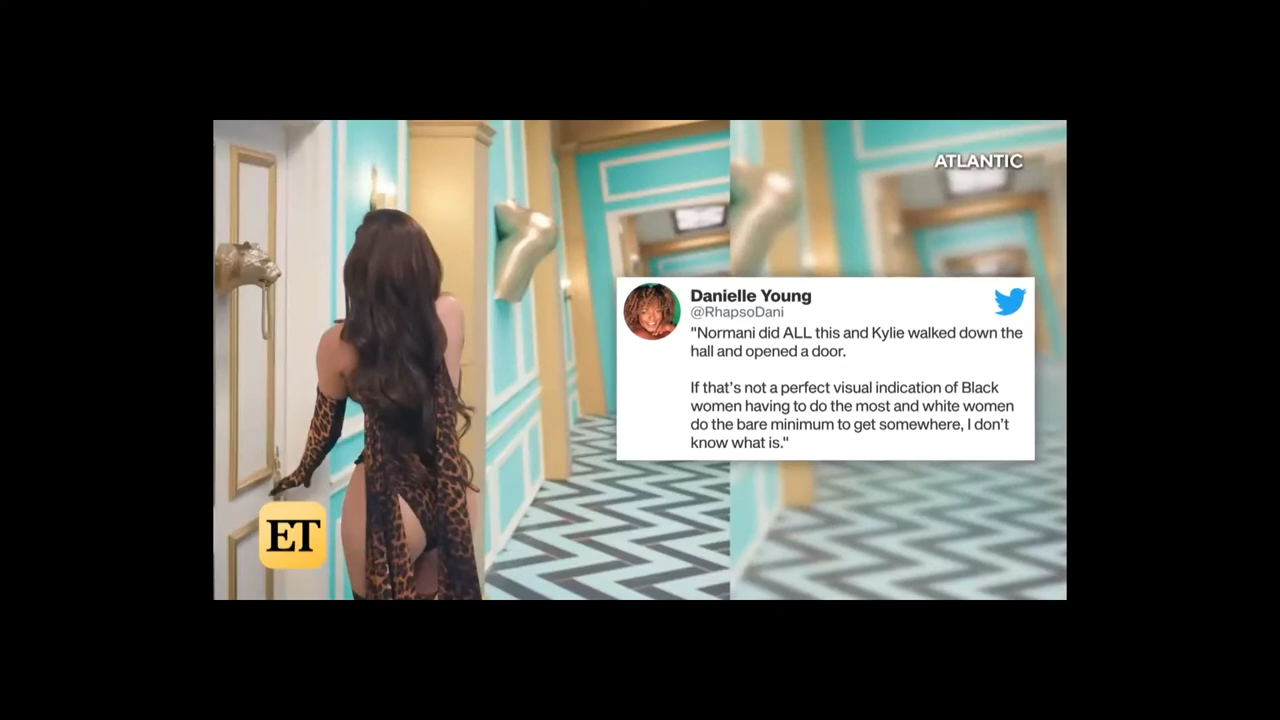 ATLANTIC
Danielle Young
@RhapsoDani
"Normani did ALL this and Kylie walked down the
hall and opened a door.
If that's not a perfect visual indication of Black
women having to do the most and white women
do the bare minimum to get somewhere, I don't
know what is."
ET